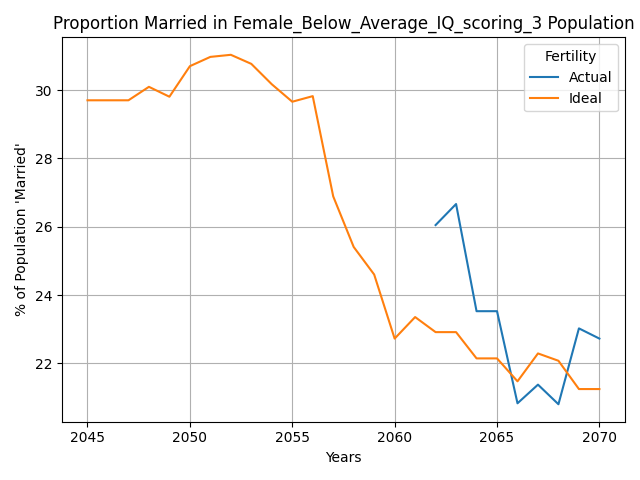 Proportion Married in Female_Below_Average_IQ_scoring_3 Population
Fertility
Actual
Ideal
% of Population 'Married'
30
28
26
24
22
2045
2050
2055
2060
2065
2070
Years